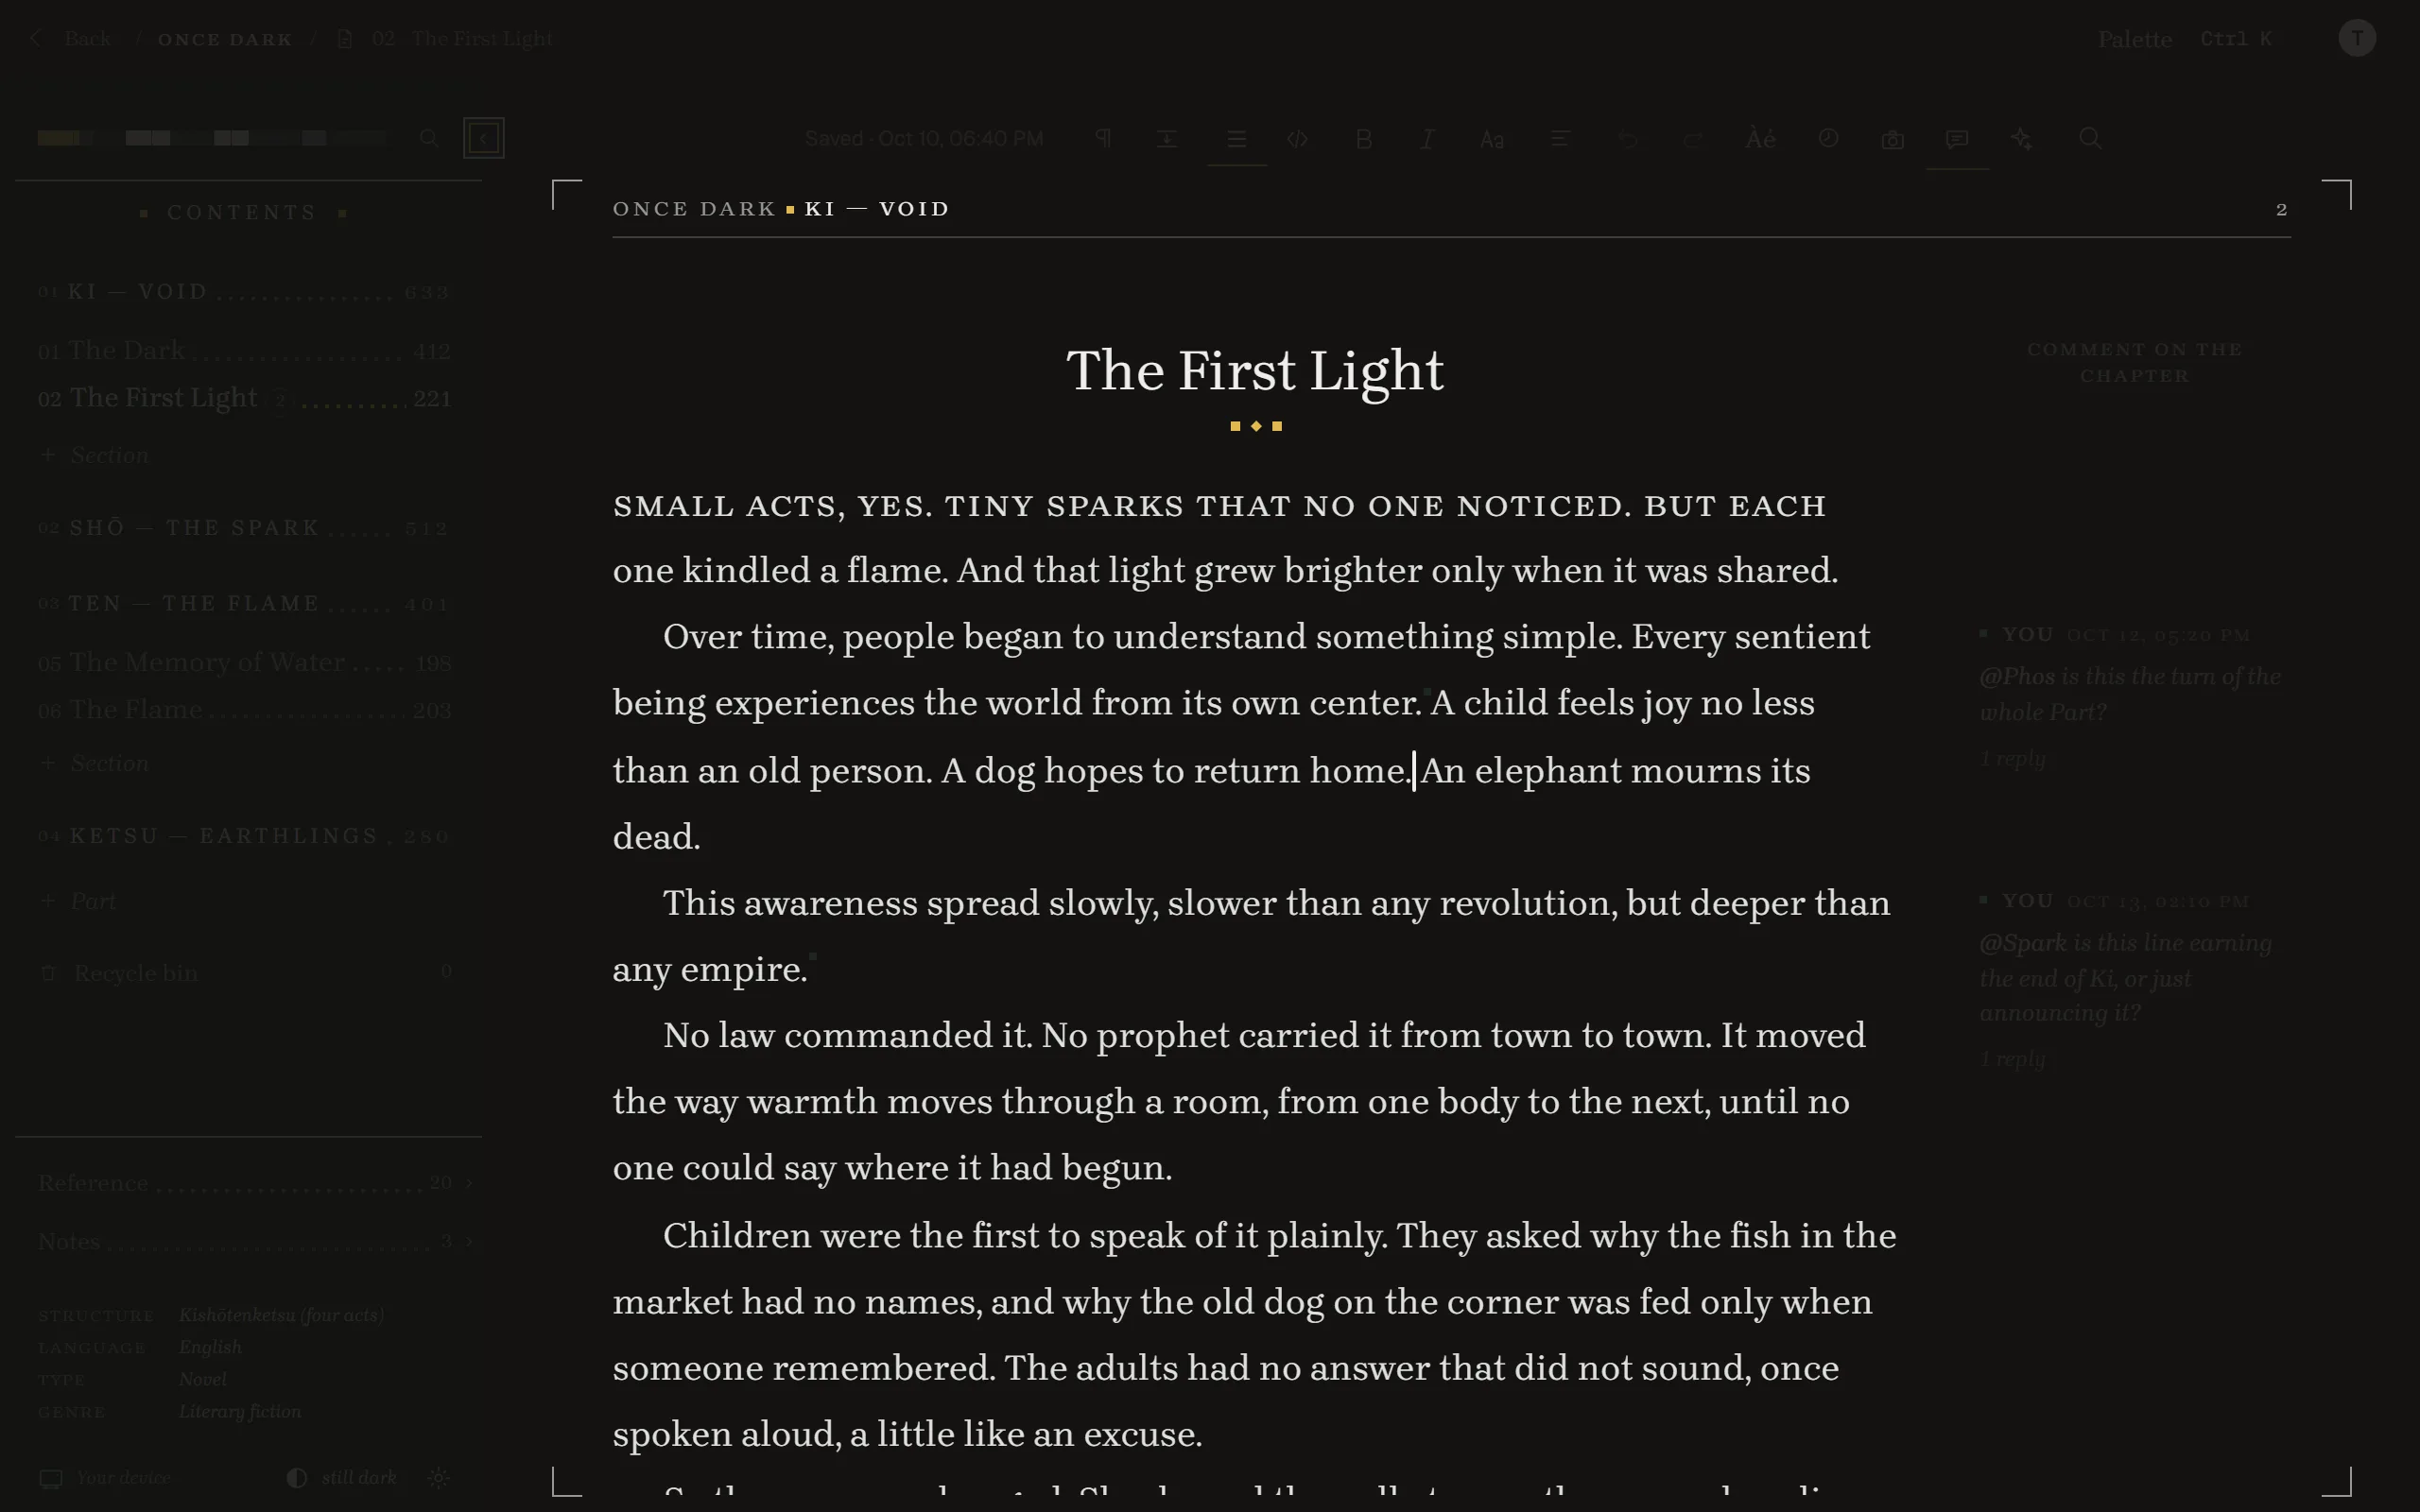 Back / ONCE DARK / 02 The First Light
Palette Ctrl K T
Saved · Oct 10, 06:40 PM
CONTENTS
01 KI — VOID 633
01 The Dark 412
02 The First Light 2 221
+ Section
02 SHŌ — THE SPARK 512
03 TEN — THE FLAME 401
05 The Memory of Water 198
06 The Flame 203
+ Section
04 KETSU — EARTHLINGS 280
+ Part
Recycle bin 0
Reference 20
Notes 3
STRUCTURE Kishōtenketsu (four acts)
LANGUAGE English
TYPE Novel
GENRE Literary fiction
Your device still dark
ONCE DARK ▪ KI — VOID 2
The First Light
SMALL ACTS, YES. TINY SPARKS THAT NO ONE NOTICED. BUT EACH
one kindled a flame. And that light grew brighter only when it was shared.
Over time, people began to understand something simple. Every sentient
being experiences the world from its own center. A child feels joy no less
than an old person. A dog hopes to return home. An elephant mourns its
dead.
This awareness spread slowly, slower than any revolution, but deeper than
any empire.
No law commanded it. No prophet carried it from town to town. It moved
the way warmth moves through a room, from one body to the next, until no
one could say where it had begun.
Children were the first to speak of it plainly. They asked why the fish in the
market had no names, and why the old dog on the corner was fed only when
someone remembered. The adults had no answer that did not sound, once
spoken aloud, a little like an excuse.
COMMENT ON THE
CHAPTER
YOU OCT 12, 05:20 PM
@Phos is this the turn of the
whole Part?
1 reply
YOU OCT 13, 02:10 PM
@Spark is this line earning
the end of Ki, or just
announcing it?
1 reply